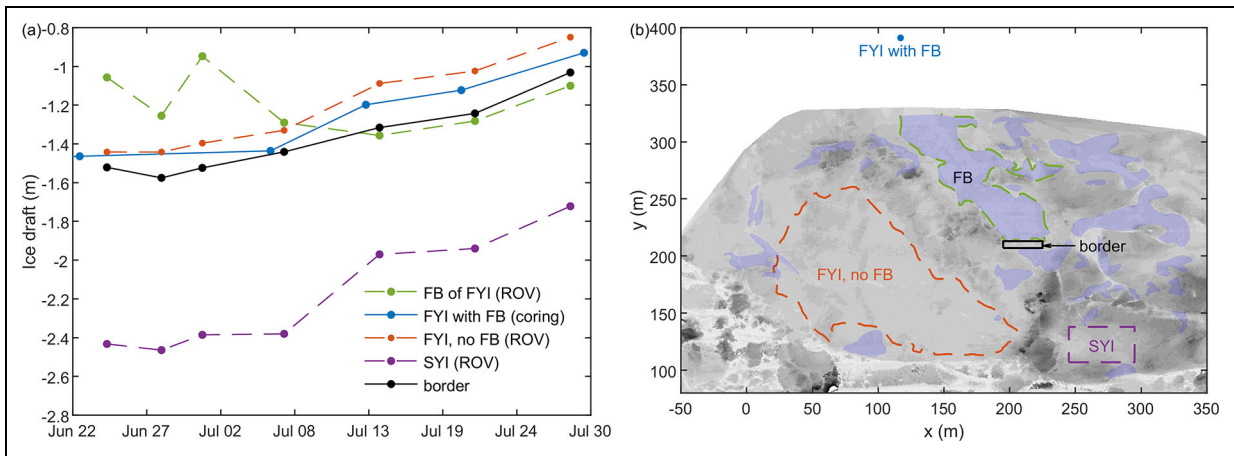 (a)
-0.8
-1
-1.2
-1.4
-1.6
-1.8
-2
-2.2
-2.4
-2.6
-2.8
Ice draft (m)
Jun 22 Jun 27 Jul 02 Jul 08 Jul 13 Jul 19 Jul 24 Jul 30
FB of FYI (ROV)
FYI with FB (coring)
FYI, no FB (ROV)
SYI (ROV)
border
(b)
400
350
300
250
200
150
100
y (m)
-50 0 50 100 150 200 250 300 350
x (m)
FYI with FB
FB
border
FYI, no FB
SYI